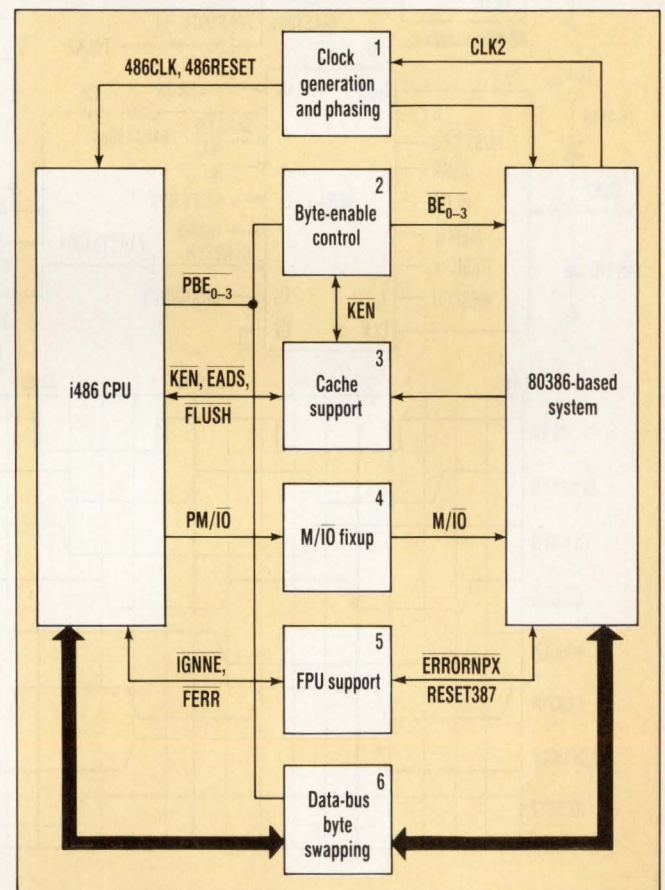 1
CLK2
486CLK, 486RESET
Clock
generation
and phasing
2
Byte-enable
control
BE0–3
PBE0–3
KEN
3
i486 CPU
KEN, EADS,
FLUSH
Cache
support
80386-based
system
4
PM/IO
M/IO fixup
M/IO
5
IGNNE,
FERR
FPU support
ERRORNPX
RESET387
6
Data-bus
byte
swapping